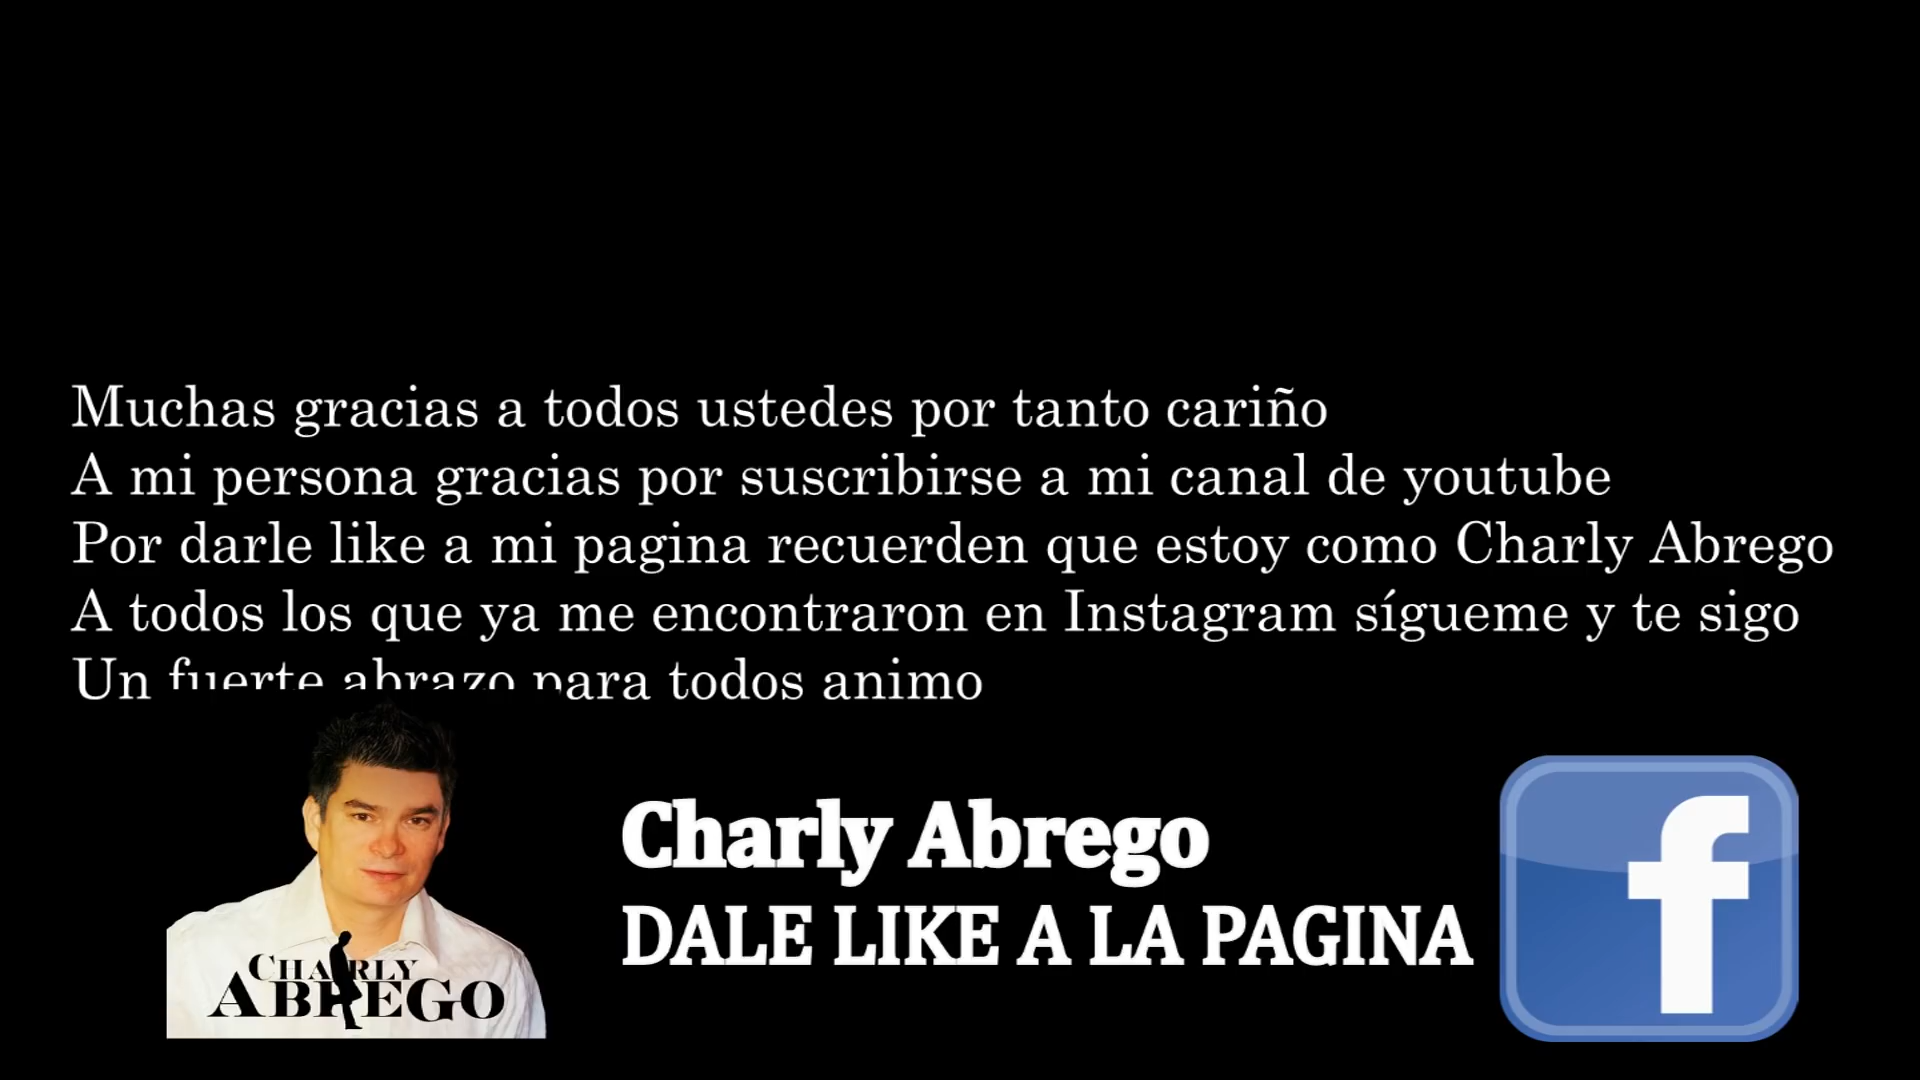 Muchas gracias a todos ustedes por tanto cariño
A mi persona gracias por suscribirse a mi canal de youtube
Por darle like a mi pagina recuerden que estoy como Charly Abrego
A todos los que ya me encontraron en Instagram sígueme y te sigo
Un fuerte abrazo para todos animo
Charly Abrego
DALE LIKE A LA PAGINA
f
CHARLY
ABREGO